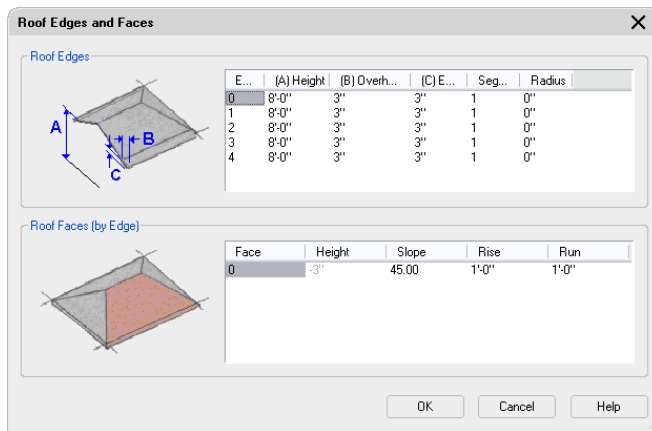 Roof Edges and Faces
Roof Edges
A
B
C
E... (A) Height (B) Overh... (C) E... Seg... Radius
0 8'-0" 3" 3" 1 0"
1 8'-0" 3" 3" 1 0"
2 8'-0" 3" 3" 1 0"
3 8'-0" 3" 3" 1 0"
4 8'-0" 3" 3" 1 0"
Roof Faces (by Edge)
Face Height Slope Rise Run
0 -3" 45.00 1'-0" 1'-0"
OK Cancel Help